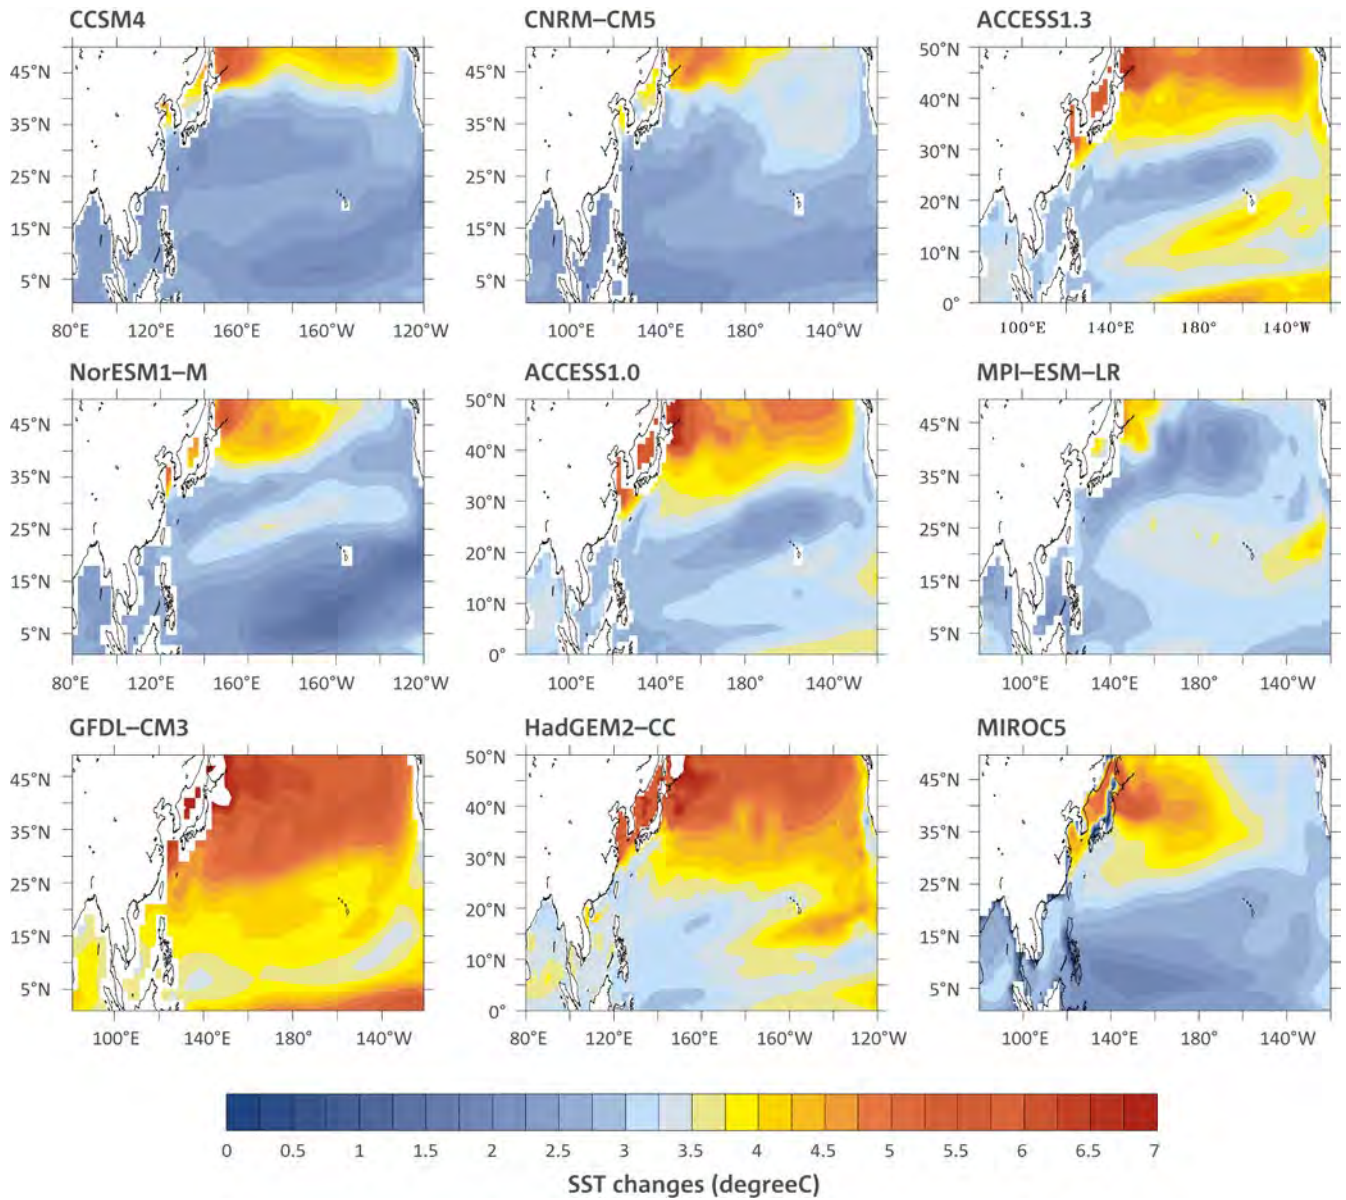 CCSM4
CNRM–CM5
ACCESS1.3
45°N
35°N
25°N
15°N
5°N
80°E 120°E 160°E 160°W 120°W
45°N
35°N
25°N
15°N
5°N
100°E 140°E 180° 140°W
50°N
40°N
30°N
20°N
10°N
0°
100°E 140°E 180° 140°W
NorESM1–M
ACCESS1.0
MPI–ESM–LR
45°N
35°N
25°N
15°N
5°N
80°E 120°E 160°E 160°W 120°W
50°N
40°N
30°N
20°N
10°N
0°
100°E 140°E 180° 140°W
45°N
35°N
25°N
15°N
5°N
100°E 140°E 180° 140°W
GFDL–CM3
HadGEM2–CC
MIROC5
45°N
35°N
25°N
15°N
5°N
100°E 140°E 180° 140°W
50°N
40°N
30°N
20°N
10°N
0°
80°E 120°E 160°E 160°W 120°W
45°N
35°N
25°N
15°N
5°N
100°E 140°E 180° 140°W
0 0.5 1 1.5 2 2.5 3 3.5 4 4.5 5 5.5 6 6.5 7
SST changes (degreeC)